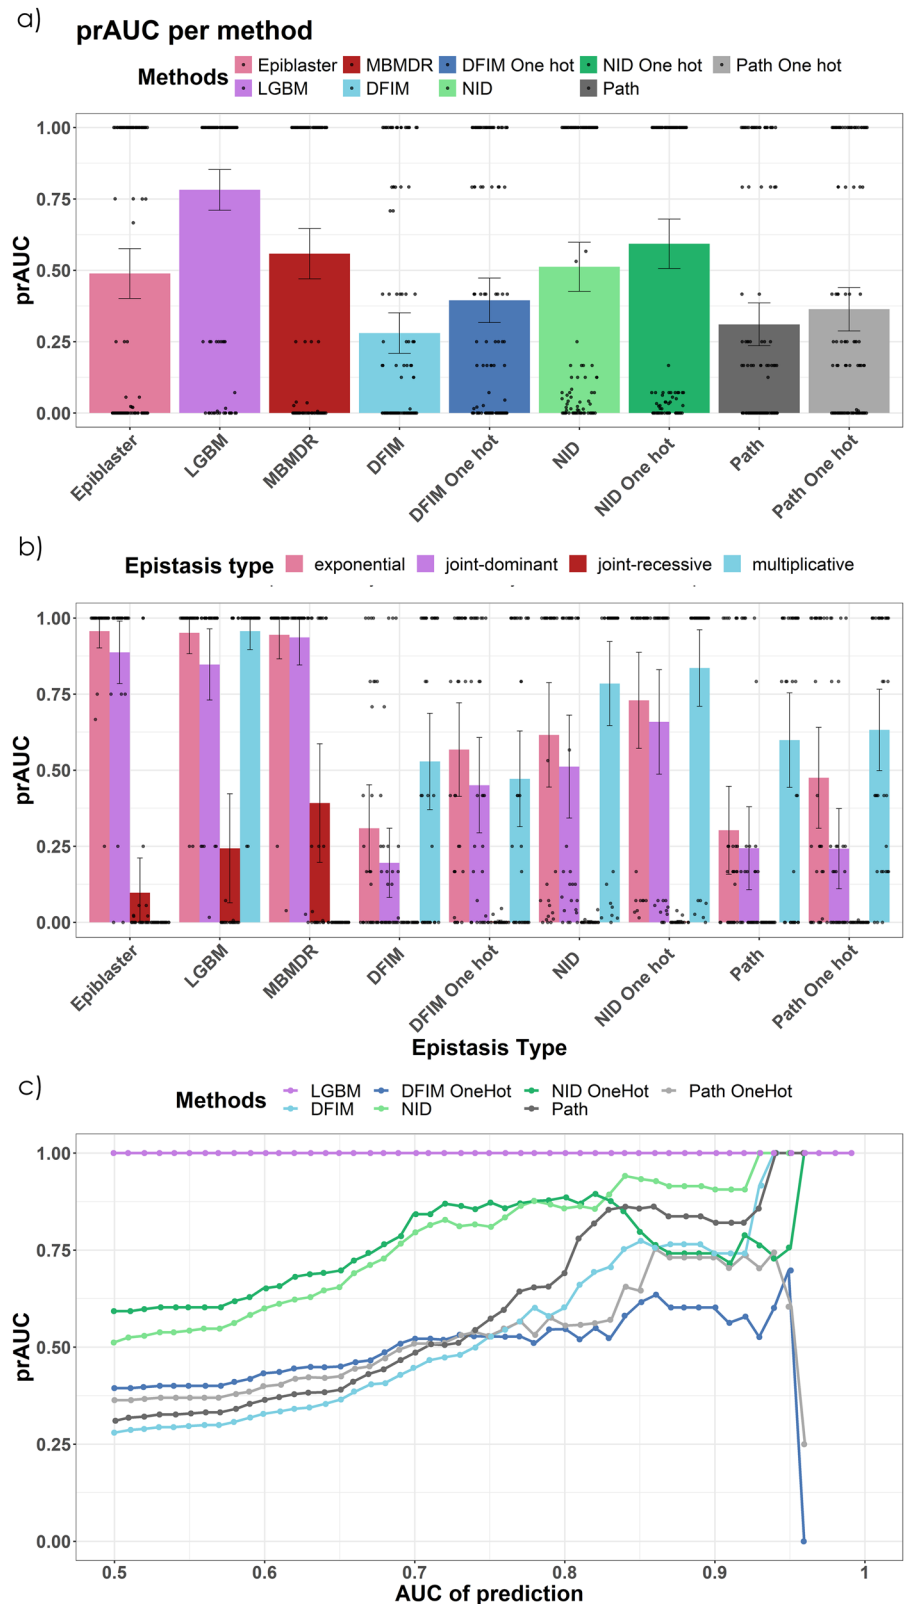 a)
prAUC per method
Methods
Epiblaster MBMDR DFIM One hot NID One hot Path One hot
LGBM DFIM NID Path
1.00
0.75
0.50
0.25
0.00
prAUC
Epiblaster LGBM MBMDR DFIM DFIM One hot NID NID One hot Path Path One hot
b)
Epistasis type exponential joint-dominant joint-recessive multiplicative
1.00
0.75
0.50
0.25
0.00
prAUC
Epiblaster LGBM MBMDR DFIM DFIM One hot NID NID One hot Path Path One hot
Epistasis Type
c)
Methods
LGBM DFIM OneHot NID OneHot Path OneHot
DFIM NID Path
1.00
0.75
0.50
0.25
0.00
prAUC
0.5 0.6 0.7 0.8 0.9 1
AUC of prediction